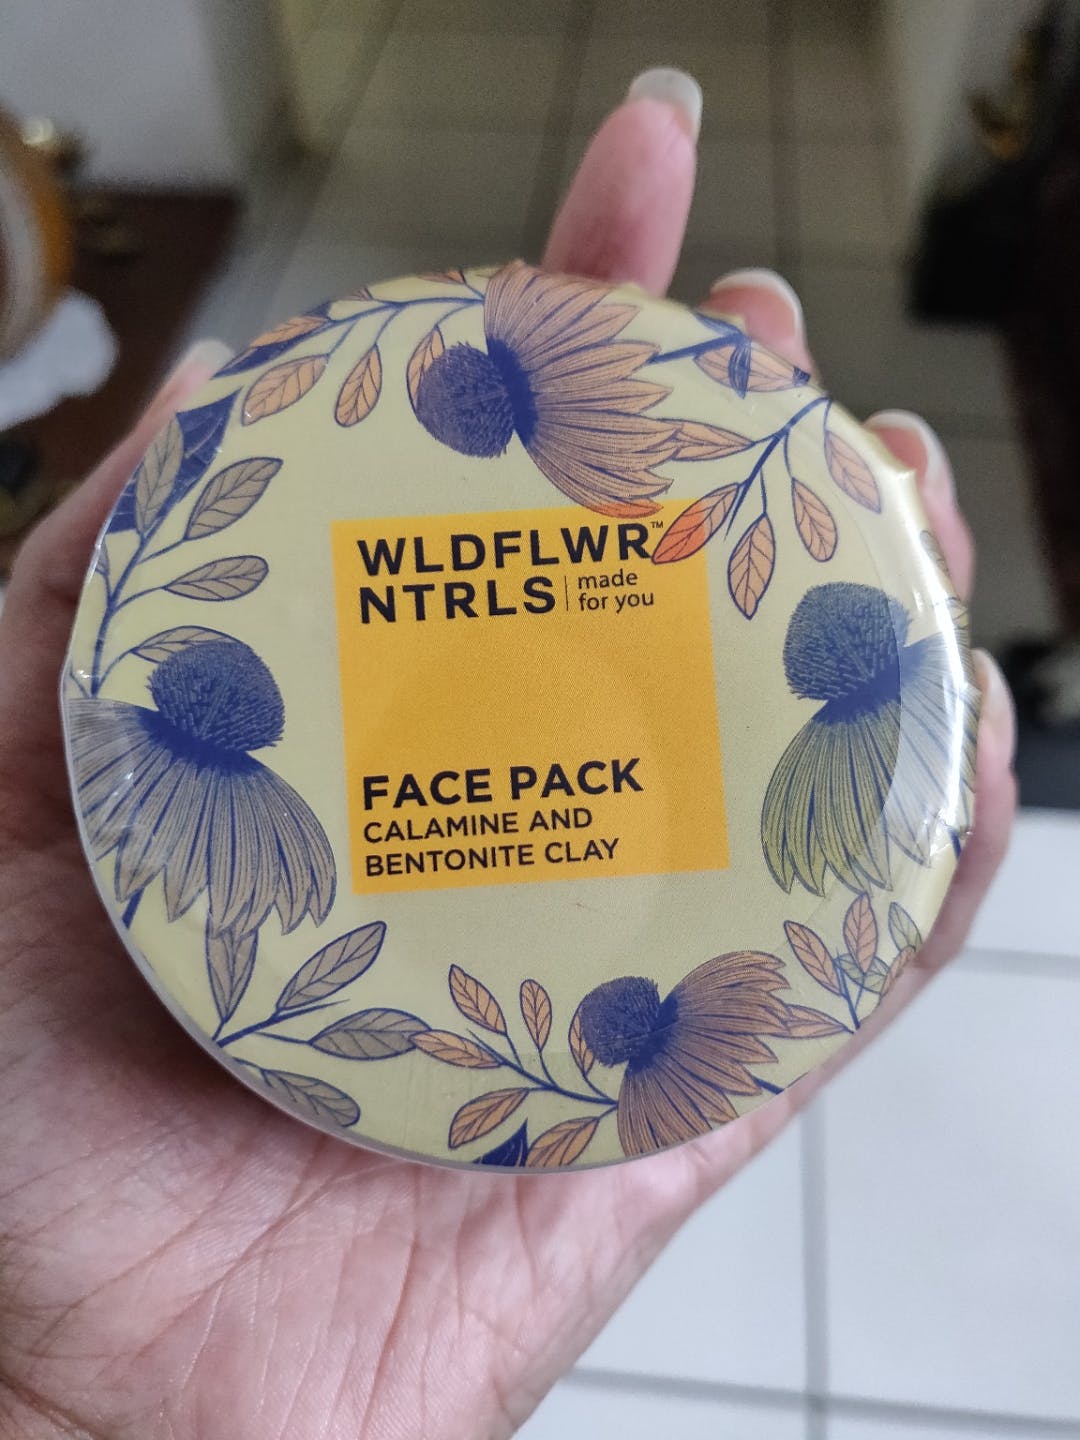 WLDFLWR™
NTRLS | made
for you
FACE PACK
CALAMINE AND
BENTONITE CLAY